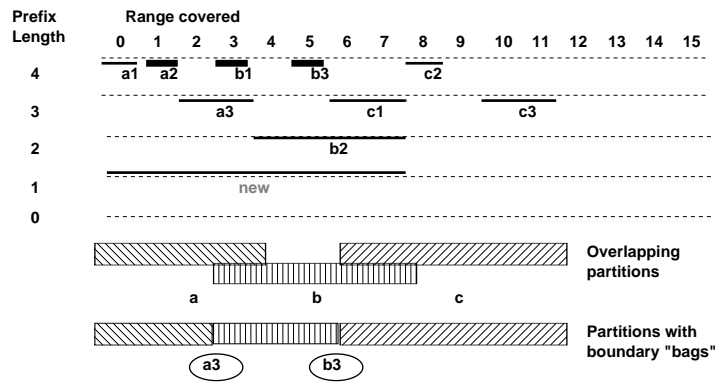 Prefix Length
Range covered
0 1 2 3 4 5 6 7 8 9 10 11 12 13 14 15
4
a1 a2 b1 b3 c2
3
a3 c1 c3
2
b2
1
new
0
Overlapping partitions
a b c
Partitions with boundary "bags"
a3 b3